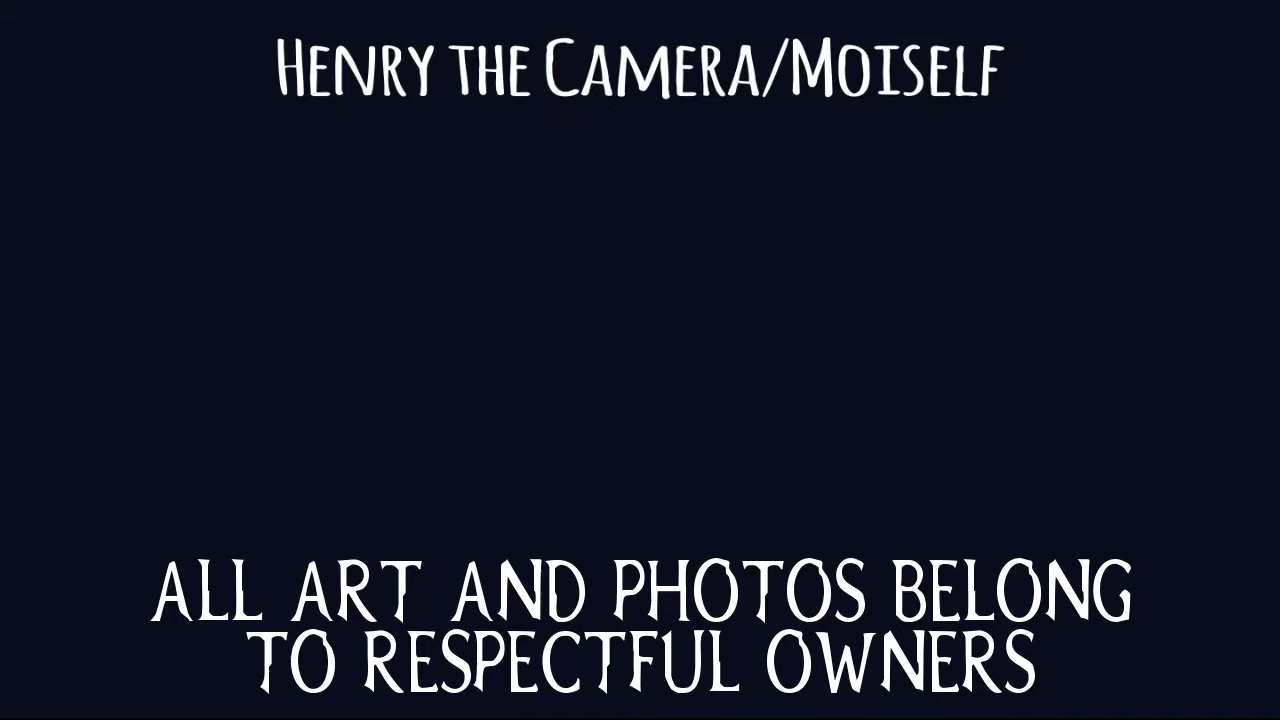 HENRY THE CAMERA/MOISELF
ALL ART AND PHOTOS BELONG
TO RESPECTFUL OWNERS